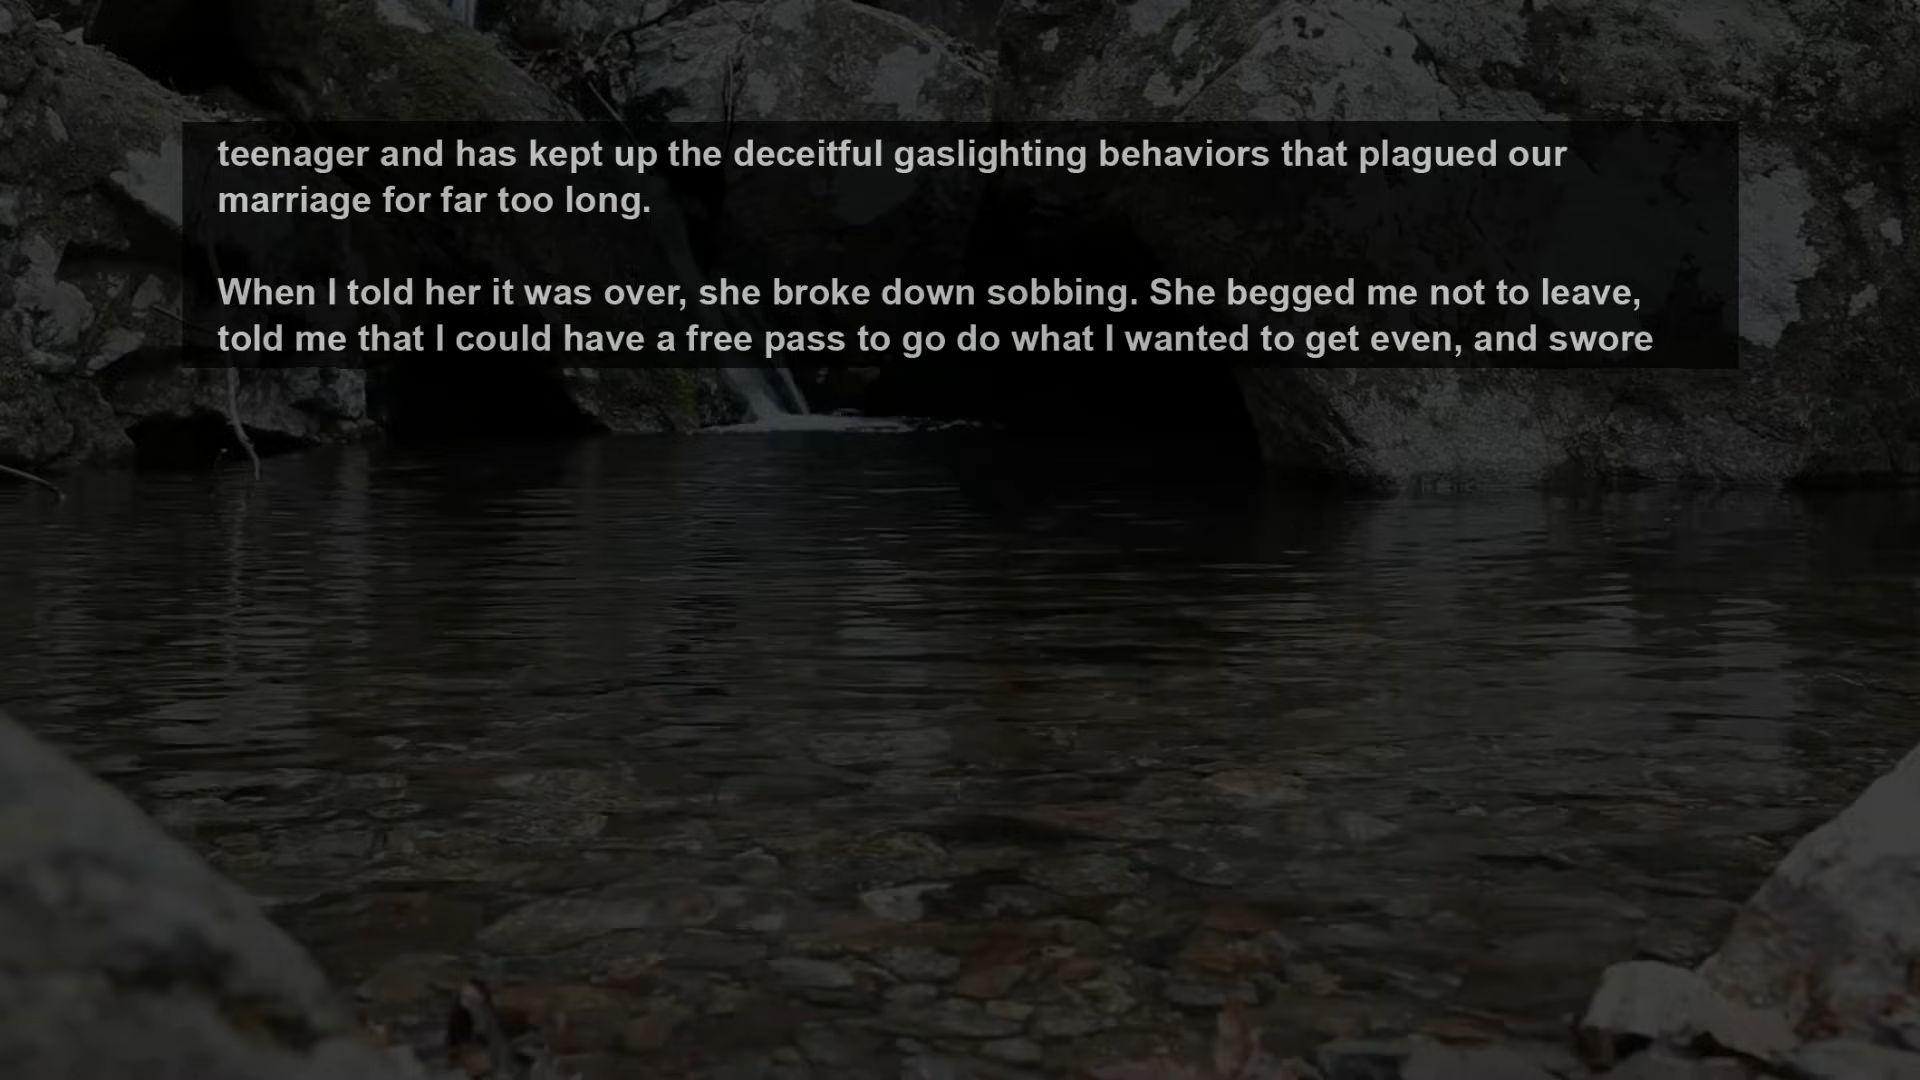 teenager and has kept up the deceitful gaslighting behaviors that plagued our
marriage for far too long.
When I told her it was over, she broke down sobbing. She begged me not to leave,
told me that I could have a free pass to go do what I wanted to get even, and swore